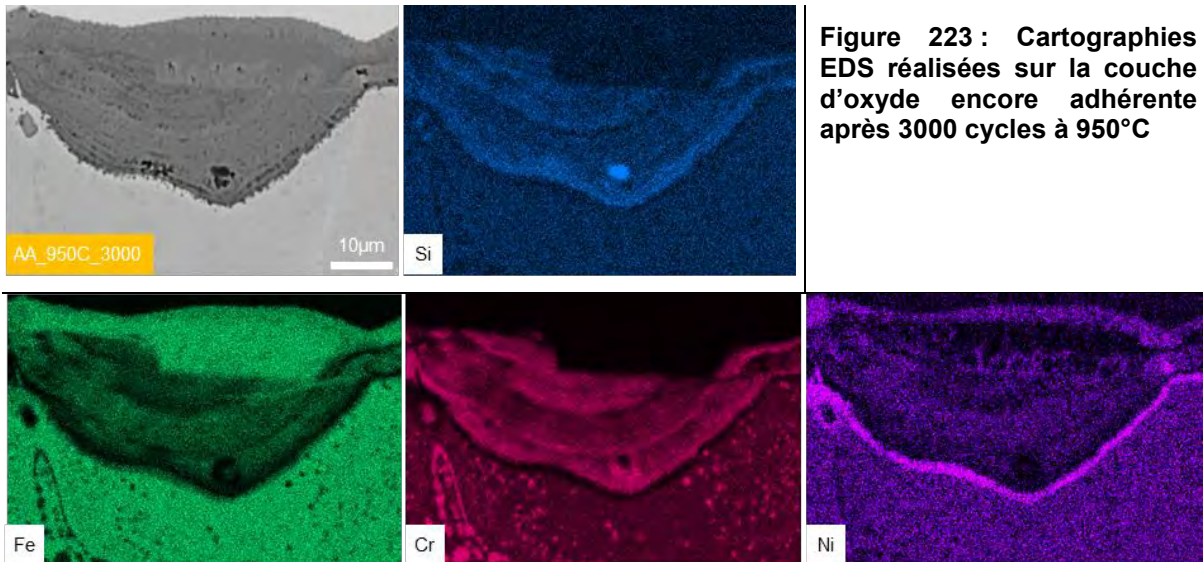 Figure 223 : Cartographies
EDS réalisées sur la couche
d’oxyde encore adhérente
après 3000 cycles à 950°C
AA_950C_3000
10µm
Si
Fe
Cr
Ni